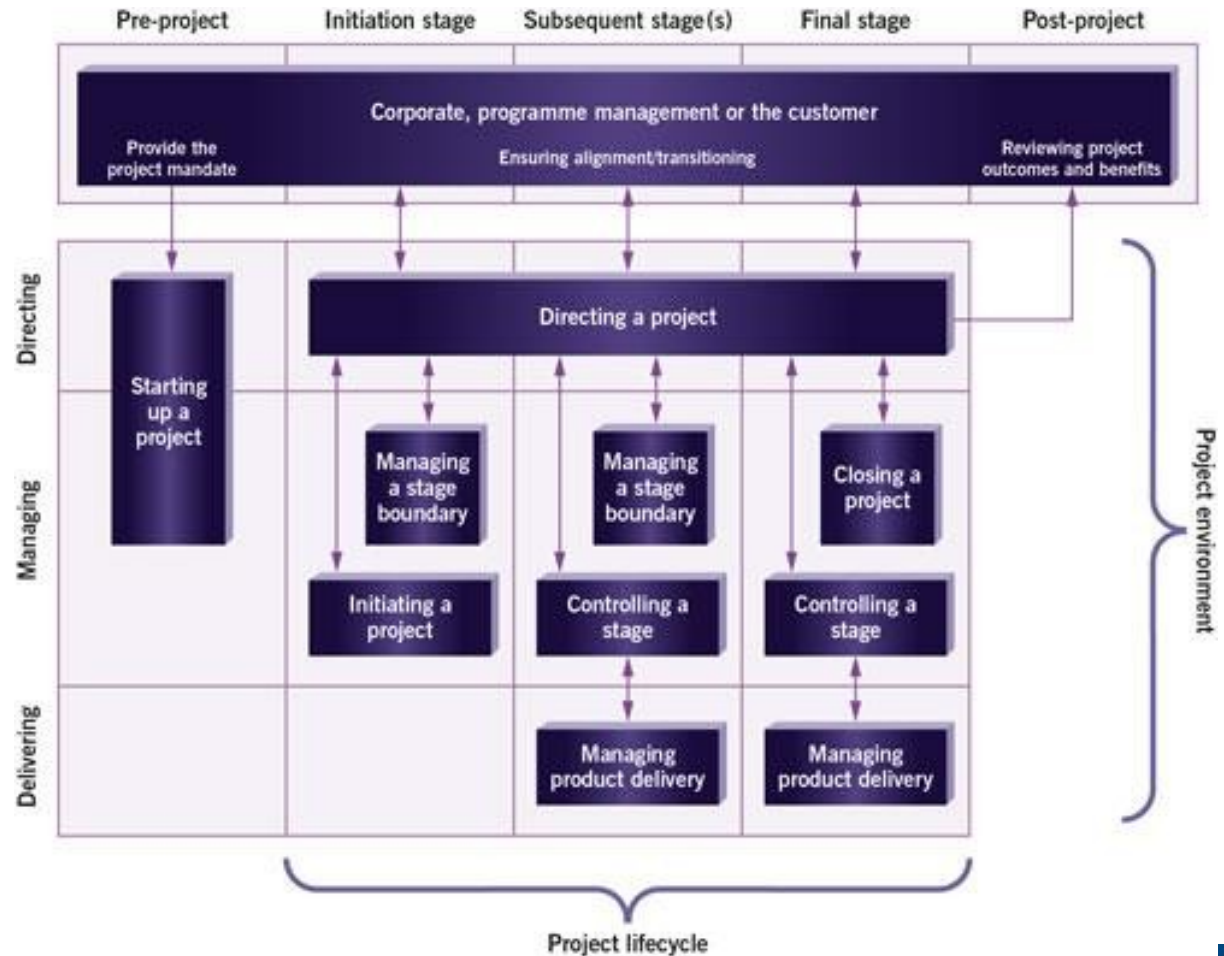 Pre-project
Initiation stage
Subsequent stage(s)
Final stage
Post-project
Corporate, programme management or the customer
Provide the
project mandate
Ensuring alignment/transitioning
Reviewing project
outcomes and benefits
Directing
Directing a project
Starting
up a
project
Managing
Managing
a stage
boundary
Managing
a stage
boundary
Closing a
project
Initiating a
project
Controlling a
stage
Controlling a
stage
Delivering
Managing
product delivery
Managing
product delivery
Project environment
Project lifecycle